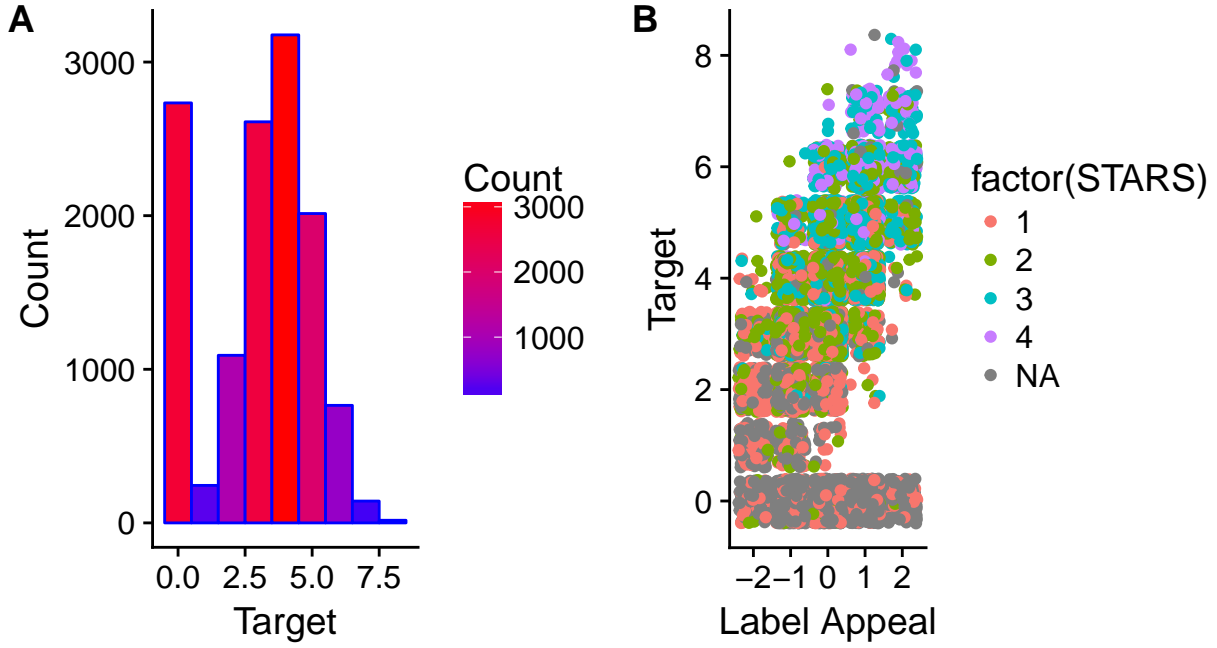 A
3000
2000
1000
0
Count
0.0 2.5 5.0 7.5
Target
Count
3000
2000
1000
B
8
6
4
2
0
Target
−2 −1 0 1 2
Label Appeal
factor(STARS)
1
2
3
4
NA